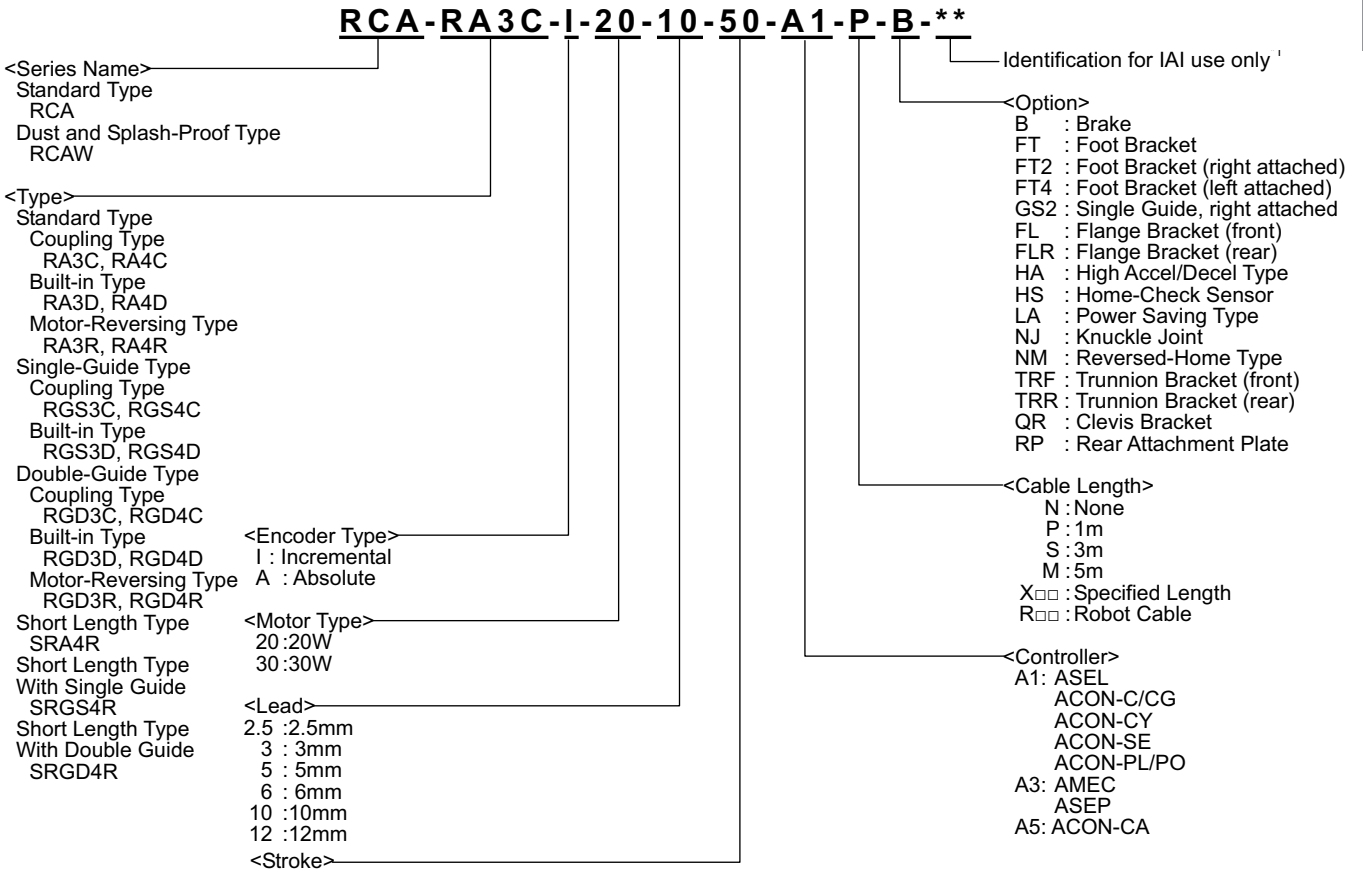 RCA-RA3C-I-20-10-50-A1-P-B-**
<Series Name>
Standard Type
RCA
Dust and Splash-Proof Type
RCAW
<Type>
Standard Type
Coupling Type
RA3C, RA4C
Built-in Type
RA3D, RA4D
Motor-Reversing Type
RA3R, RA4R
Single-Guide Type
Coupling Type
RGS3C, RGS4C
Built-in Type
RGS3D, RGS4D
Double-Guide Type
Coupling Type
RGD3C, RGD4C
Built-in Type
RGD3D, RGD4D
Motor-Reversing Type
RGD3R, RGD4R
Short Length Type
SRA4R
Short Length Type
With Single Guide
SRGS4R
Short Length Type
With Double Guide
SRGD4R
<Encoder Type>
I : Incremental
A : Absolute
<Motor Type>
20 :20W
30 :30W
<Lead>
2.5 :2.5mm
3 : 3mm
5 : 5mm
6 : 6mm
10 :10mm
12 :12mm
<Stroke>
Identification for IAI use only
<Option>
B : Brake
FT : Foot Bracket
FT2 : Foot Bracket (right attached)
FT4 : Foot Bracket (left attached)
GS2 : Single Guide, right attached
FL : Flange Bracket (front)
FLR : Flange Bracket (rear)
HA : High Accel/Decel Type
HS : Home-Check Sensor
LA : Power Saving Type
NJ : Knuckle Joint
NM : Reversed-Home Type
TRF : Trunnion Bracket (front)
TRR : Trunnion Bracket (rear)
QR : Clevis Bracket
RP : Rear Attachment Plate
<Cable Length>
N : None
P : 1m
S : 3m
M : 5m
X□□ : Specified Length
R□□ : Robot Cable
<Controller>
A1: ASEL
ACON-C/CG
ACON-CY
ACON-SE
ACON-PL/PO
A3: AMEC
ASEP
A5: ACON-CA